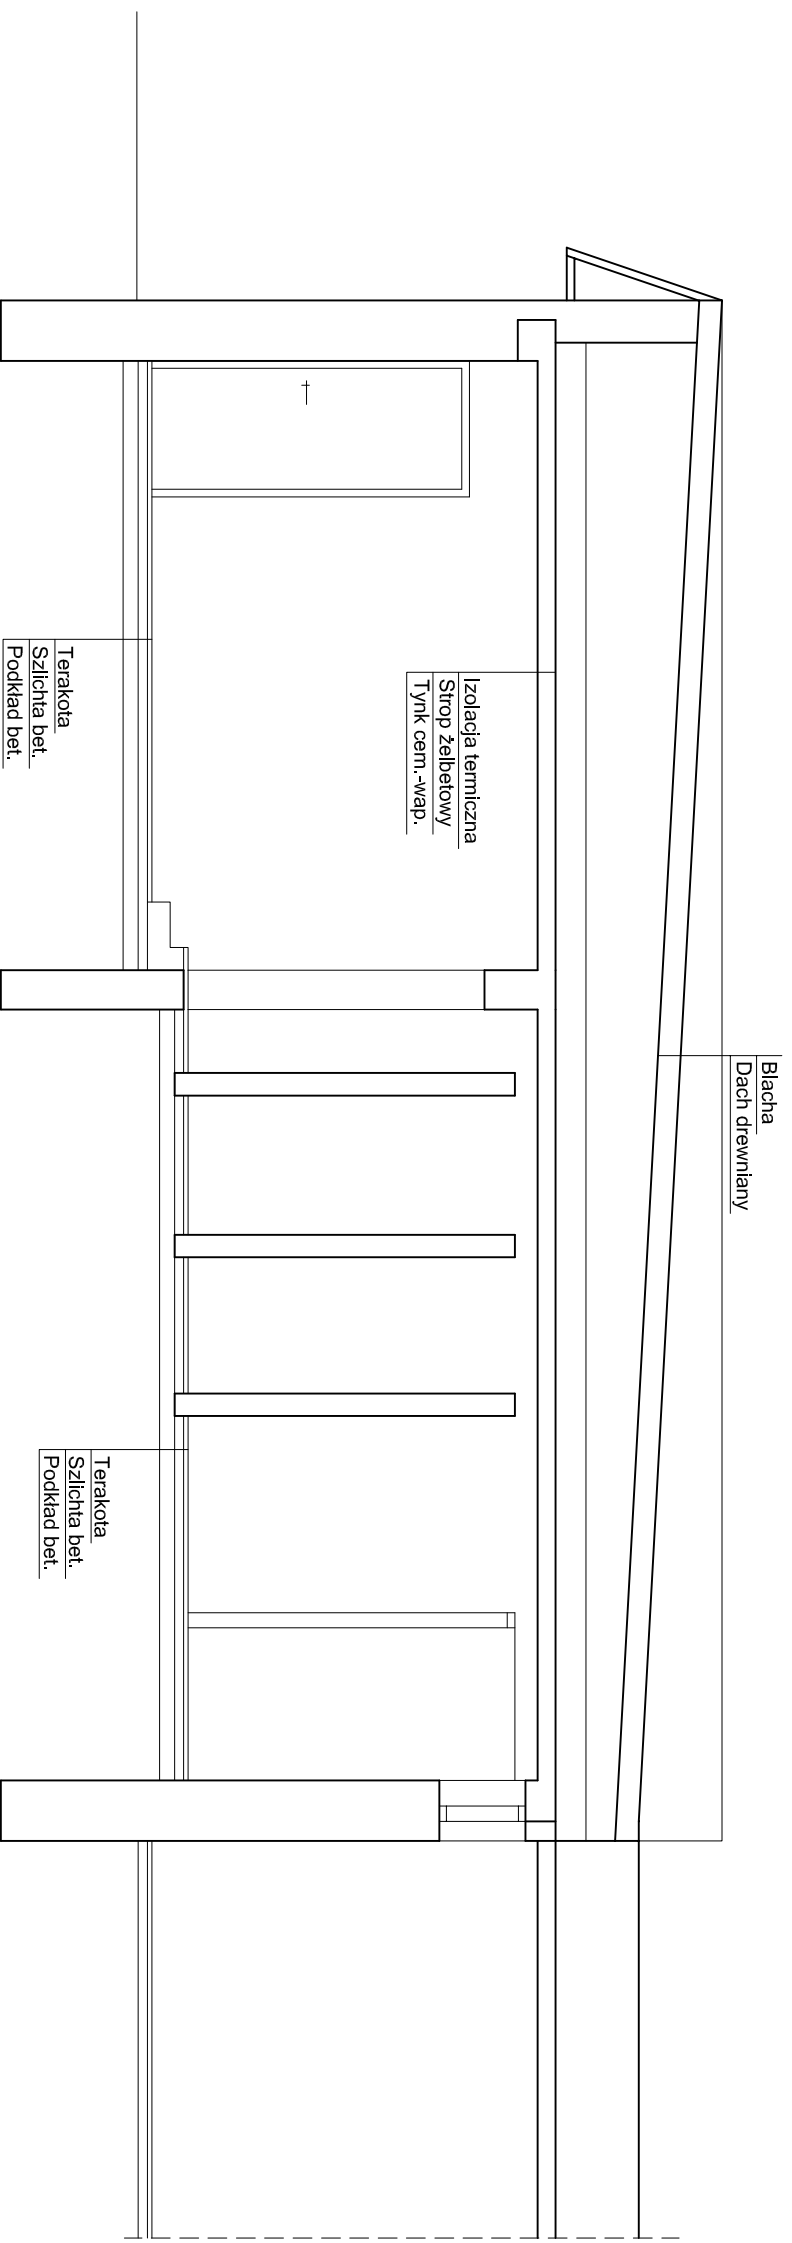 Blacha
Dach drewniany
Izolacja termiczna
Strop żelbetowy
Tynk cem.-wap.
Terakota
Szlichta bet.
Podkład bet.
Terakota
Szlichta bet.
Podkład bet.